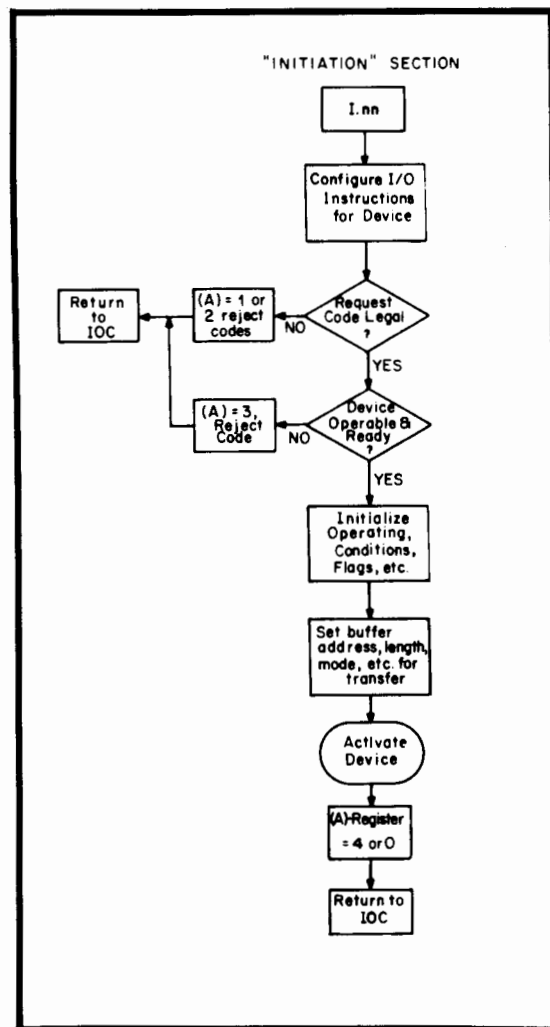 "INITIATION" SECTION
I.nn
Configure I/O
Instructions
for Device
Request
Code Legal
?
NO
(A) = 1 or
2 reject
codes
Return
to
IOC
YES
Device
Operable &
Ready
?
NO
(A) = 3,
Reject
Code
YES
Initialize
Operating,
Conditions,
Flags, etc.
Set buffer
address, length,
mode, etc. for
transfer
Activate
Device
(A)-Register
= 4 or 0
Return to
IOC